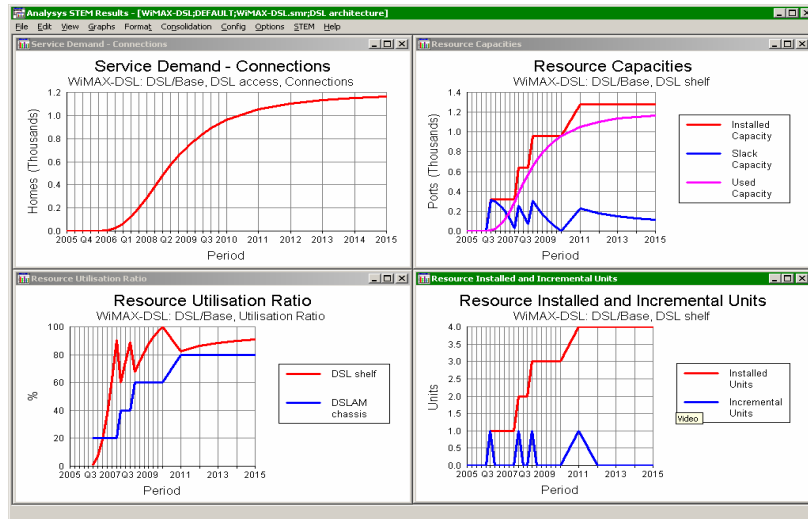 Analysys STEM Results - [WiMAX-DSL;DEFAULT;WiMAX-DSL.smr;DSL architecture]
File Edit View Graphs Format Consolidation Config Options STEM Help
Service Demand - Connections
Service Demand - Connections
WiMAX-DSL: DSL/Base, DSL access, Connections
Homes (Thousands)
1.2
1.0
0.8
0.6
0.4
0.2
0.0
2005 Q4 2006 Q1 2008 Q2 2009 Q3 2010 2011 2012 2013 2014 2015
Period
Resource Capacities
Resource Capacities
WiMAX-DSL: DSL/Base, DSL shelf
Ports (Thousands)
1.4
1.2
1.0
0.8
0.6
0.4
0.2
0.0
2005 Q3 2007 Q3 2009 2011 2013 2015
Period
Installed
Capacity
Slack
Capacity
Used
Capacity
Resource Utilisation Ratio
Resource Utilisation Ratio
WiMAX-DSL: DSL/Base, Utilisation Ratio
%
100
80
60
40
20
0
2005 Q3 2007 Q3 2009 2011 2013 2015
Period
DSL shelf
DSLAM
chassis
Resource Installed and Incremental Units
Resource Installed and Incremental Units
WiMAX-DSL: DSL/Base, DSL shelf
Units
4.0
3.5
3.0
2.5
2.0
1.5
1.0
0.5
0.0
2005 Q3 2007 Q3 2009 2011 2013 2015
Period
Installed
Units
Incremental
Units
Video